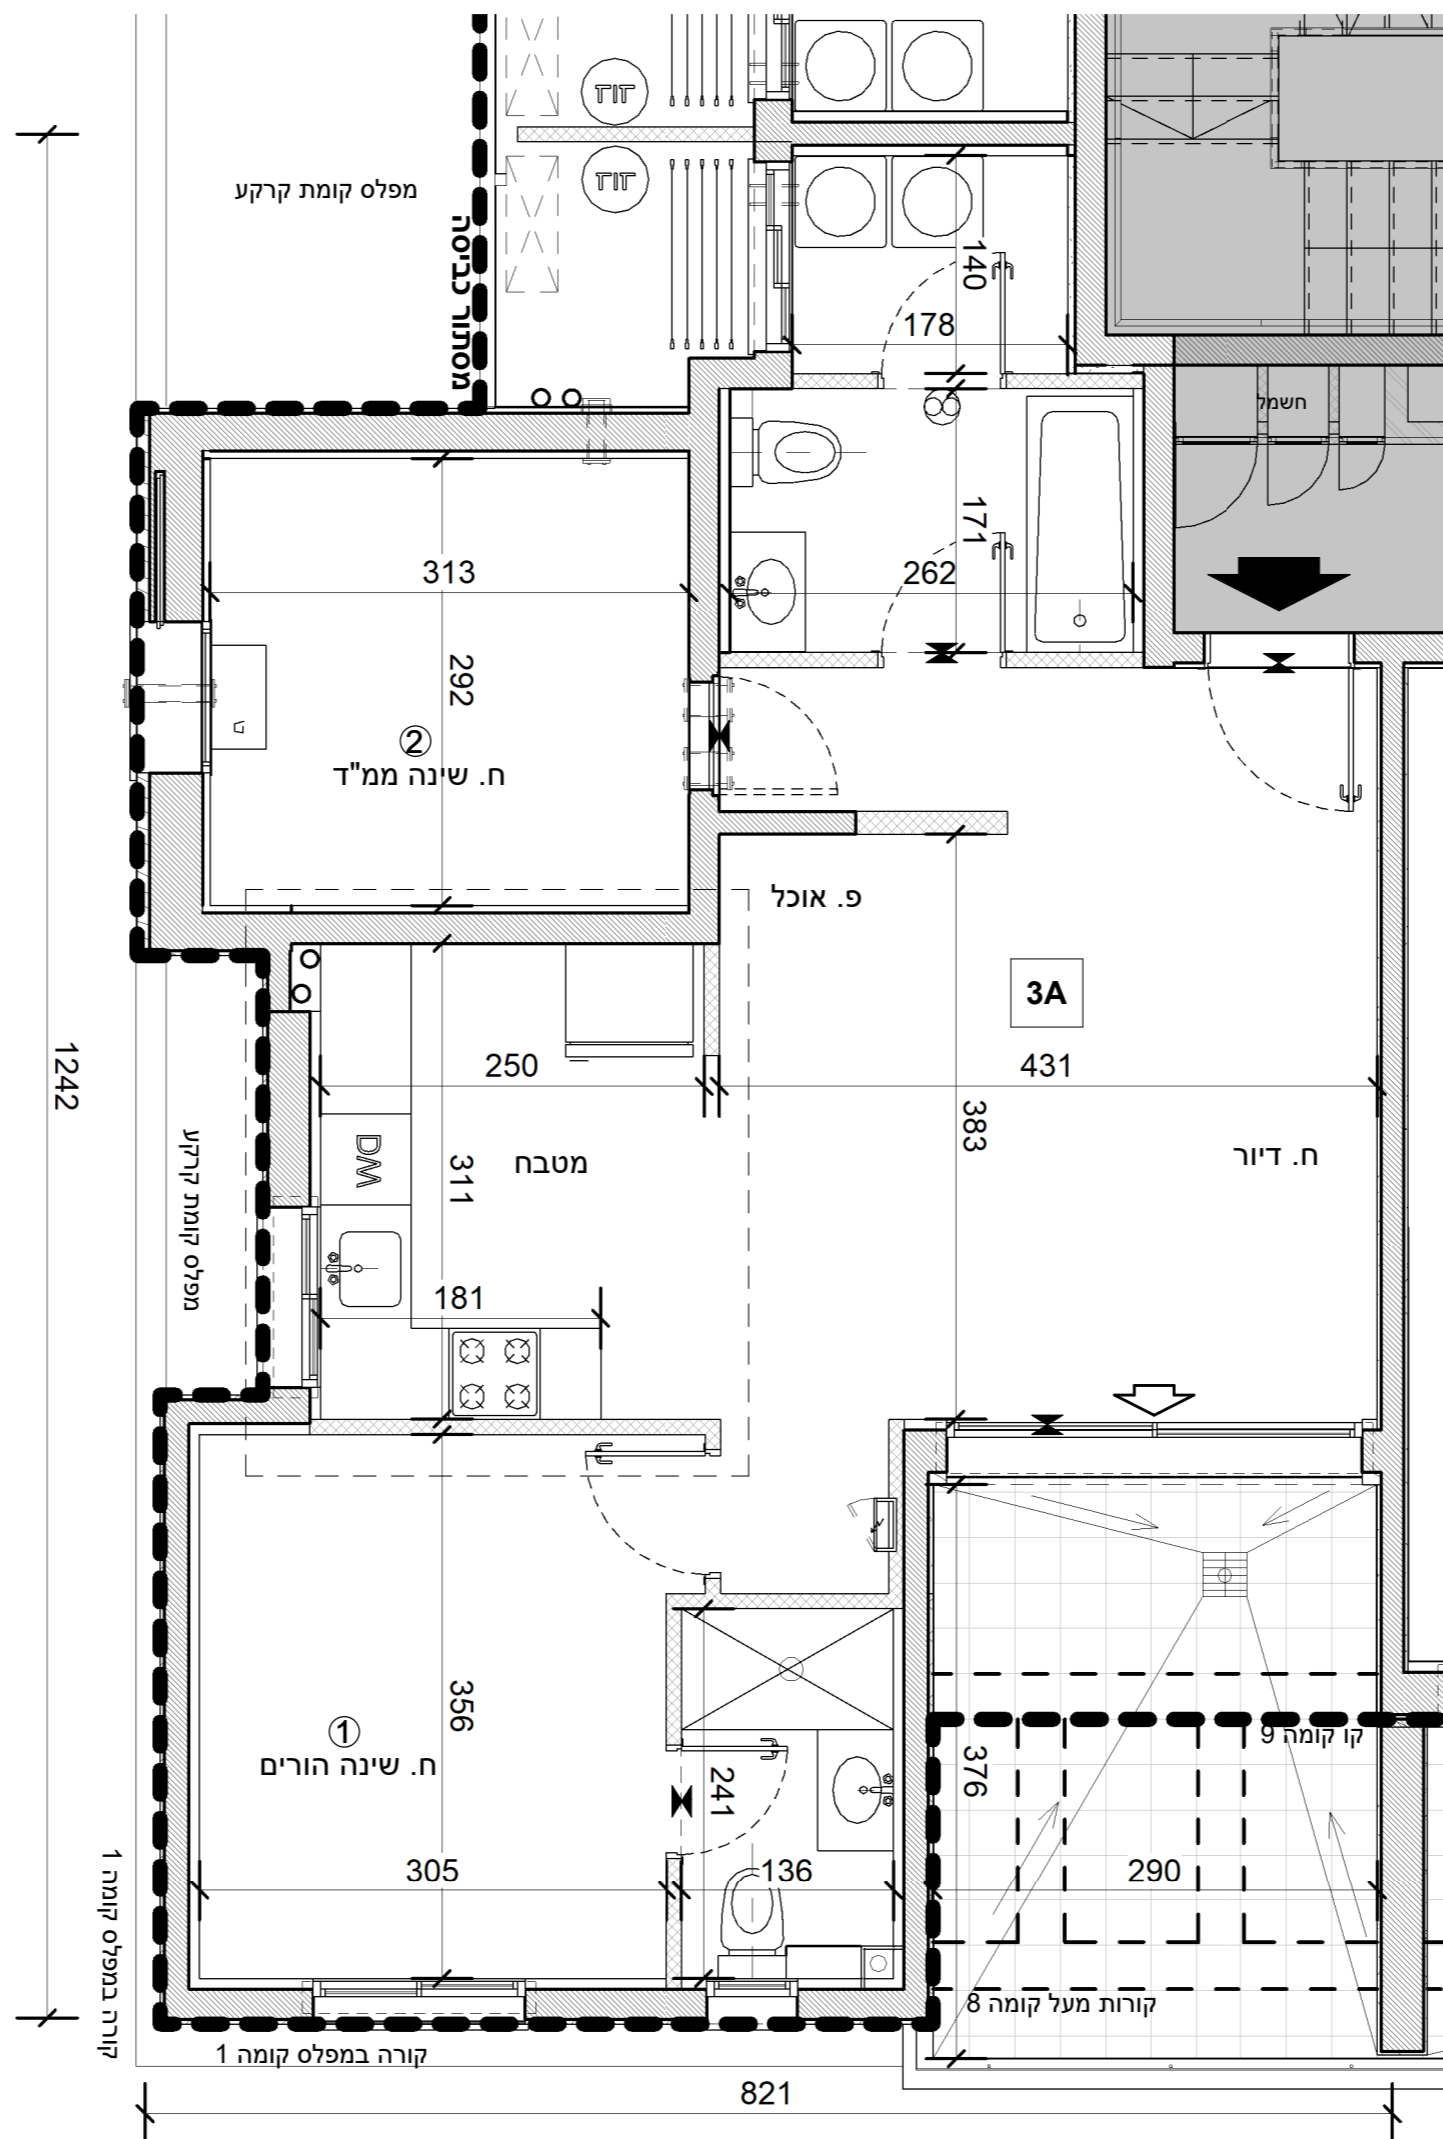 דוד
דוד
מפלס קומת קרקע
מסתור כביסה
140
178
חשמל
171
262
313
292
2
ח. שינה ממ"ד
פ. אוכל
3A
1242
250
431
383
DW
311
מטבח
ח. דיור
מפלס קומת קרקע
181
356
1
ח. שינה הורים
241
376
קו קומה 9
305
136
290
קורה במפלס קומה 1
קורות מעל קומה 8
קורה במפלס קומה 1
821